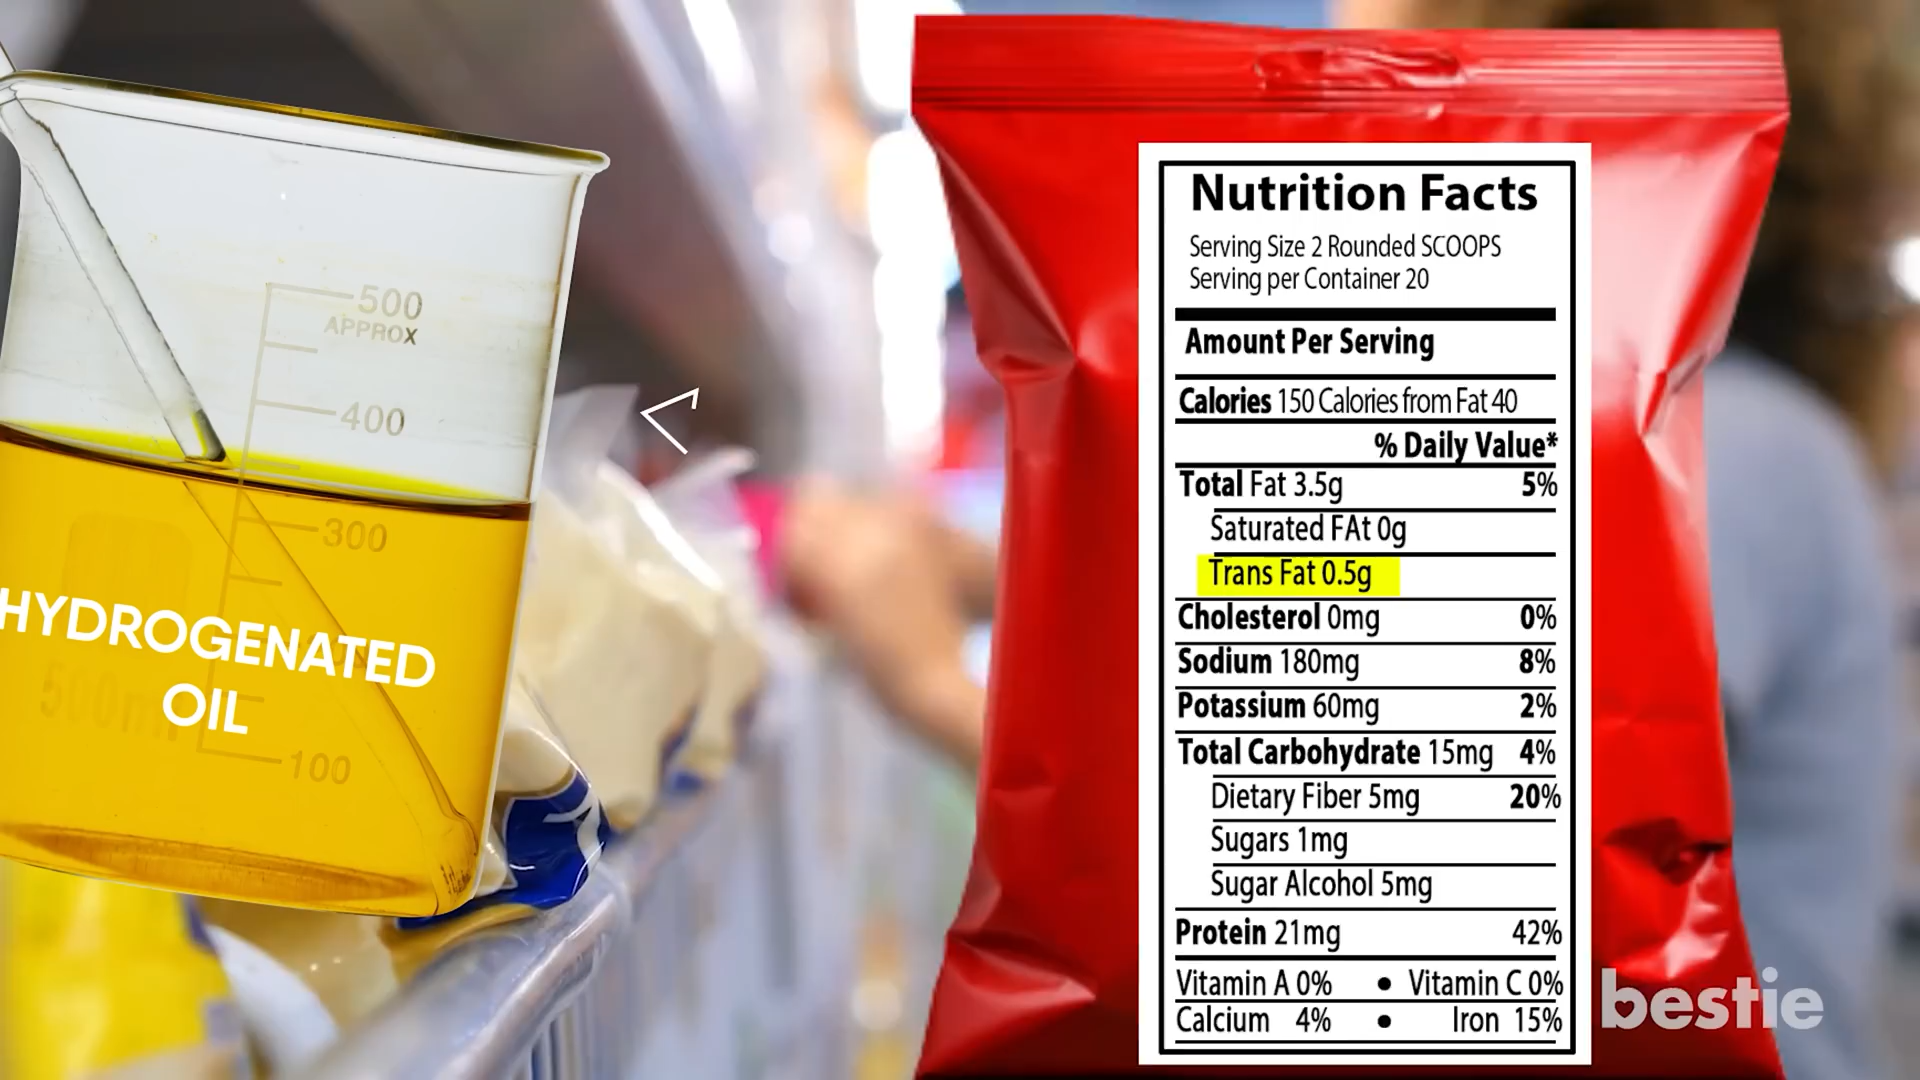 500
APPROX
400
300
HYDROGENATED
OIL
100
Nutrition Facts
Serving Size 2 Rounded SCOOPS
Serving per Container 20
Amount Per Serving
Calories 150 Calories from Fat 40
% Daily Value*
Total Fat 3.5g 5%
Saturated FAt 0g
Trans Fat 0.5g
Cholesterol 0mg 0%
Sodium 180mg 8%
Potassium 60mg 2%
Total Carbohydrate 15mg 4%
Dietary Fiber 5mg 20%
Sugars 1mg
Sugar Alcohol 5mg
Protein 21mg 42%
Vitamin A 0% • Vitamin C 0%
Calcium 4% • Iron 15%
bestie